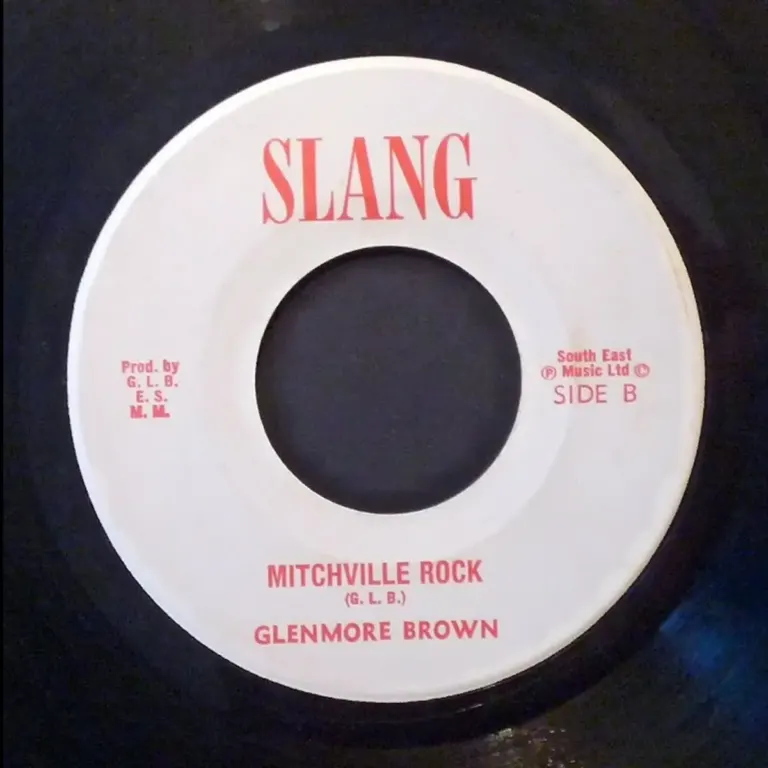 SLANG
Prod. by
G. L. B.
E. S.
M. M.
South East
Ⓟ Music Ltd ©
SIDE B
MITCHVILLE ROCK
(G. L. B.)
GLENMORE BROWN